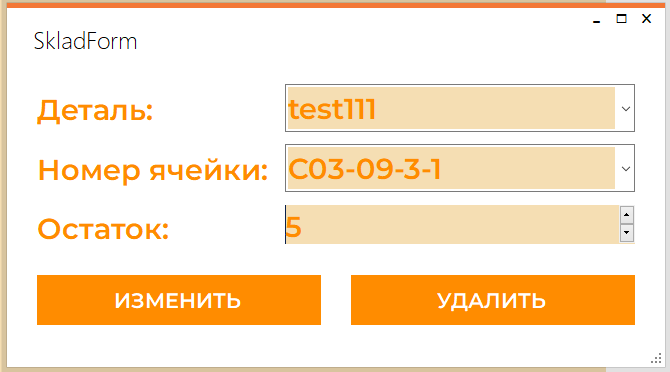 SkladForm
Деталь:
test111
Номер ячейки:
C03-09-3-1
Остаток:
5
ИЗМЕНИТЬ
УДАЛИТЬ